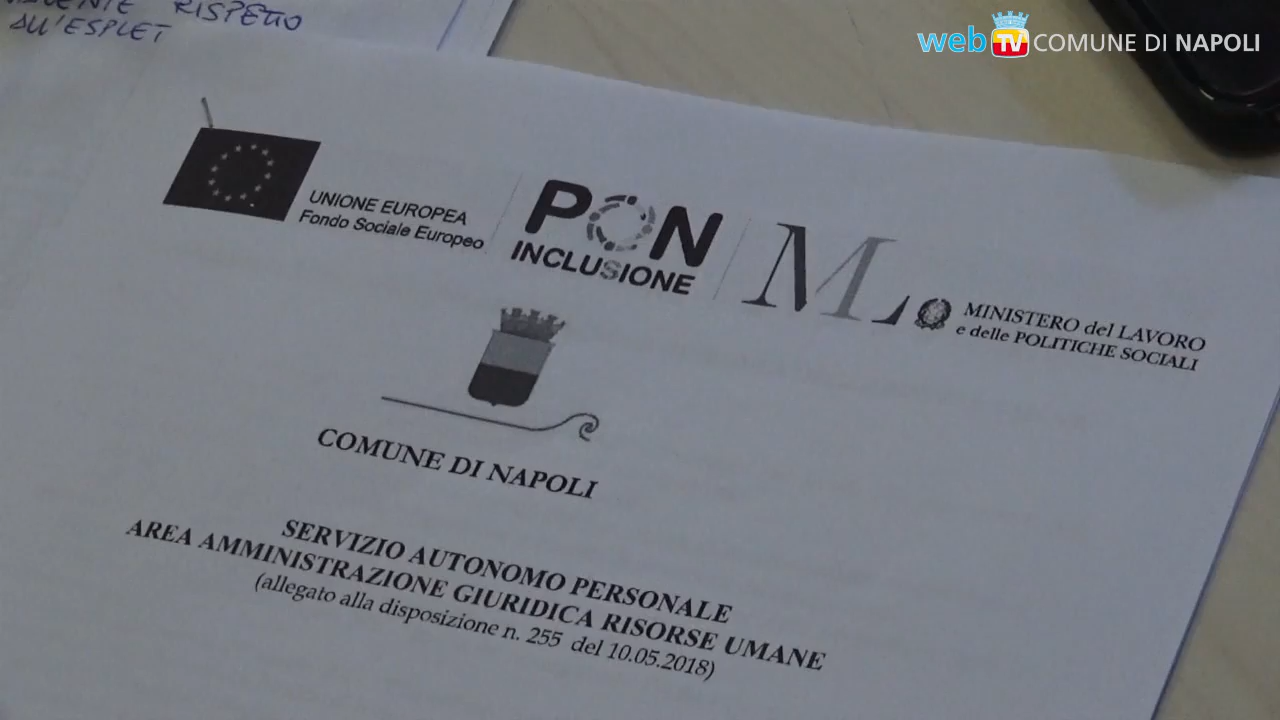 RISPETTO
ALL'ESPLET
web TV COMUNE DI NAPOLI
UNIONE EUROPEA
Fondo Sociale Europeo
PON
INCLUSIONE
ML
MINISTERO del LAVORO
e delle POLITICHE SOCIALI
COMUNE DI NAPOLI
SERVIZIO AUTONOMO PERSONALE
AREA AMMINISTRAZIONE GIURIDICA RISORSE UMANE
(allegato alla disposizione n. 255 del 10.05.2018)